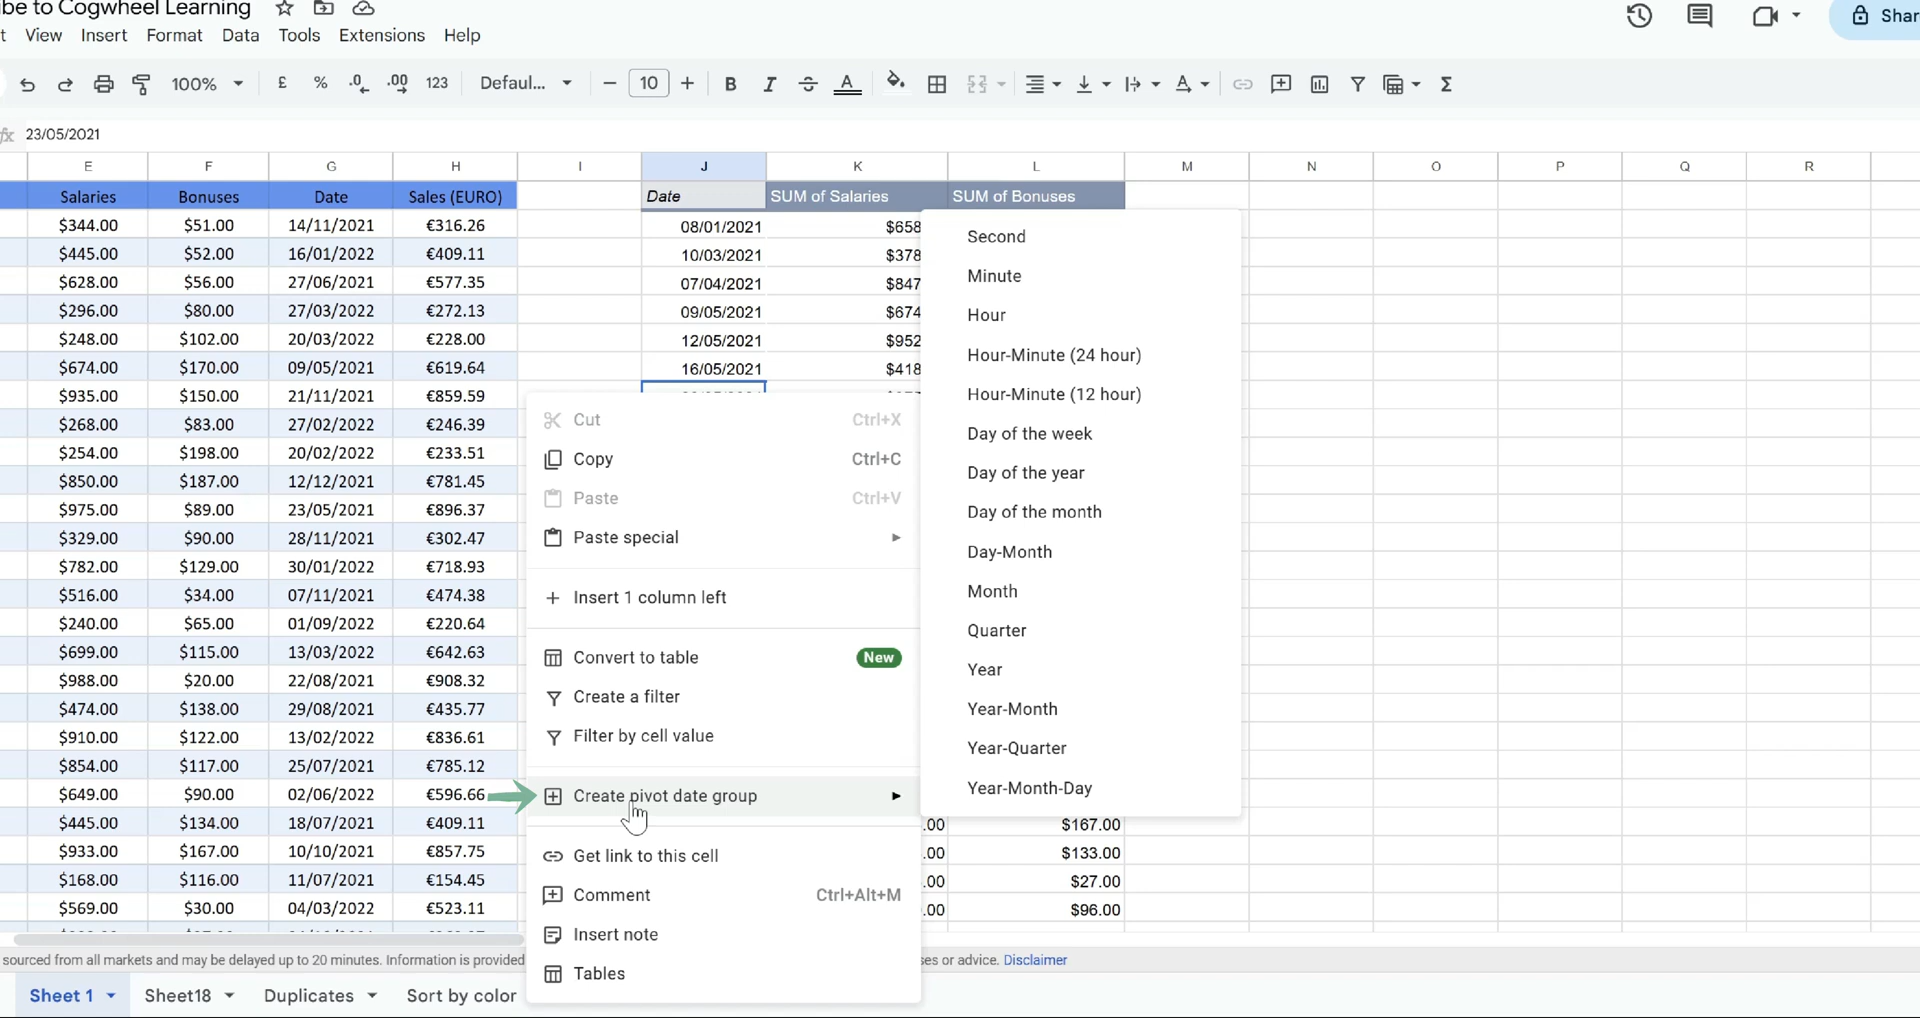 be to Cogwheel Learning
Shar
t View Insert Format Data Tools Extensions Help
100% £ % .0 .00 123 Defaul... − 10 + B I A Σ
fx 23/05/2021
E F G H I J K L M N O P Q R
Salaries Bonuses Date Sales (EURO) Date SUM of Salaries SUM of Bonuses
$344.00 $51.00 14/11/2021 €316.26 08/01/2021 $658
$445.00 $52.00 16/01/2022 €409.11 10/03/2021 $378
$628.00 $56.00 27/06/2021 €577.35 07/04/2021 $847
$296.00 $80.00 27/03/2022 €272.13 09/05/2021 $674
$248.00 $102.00 20/03/2022 €228.00 12/05/2021 $952
$674.00 $170.00 09/05/2021 €619.64 16/05/2021 $418
$935.00 $150.00 21/11/2021 €859.59
$268.00 $83.00 27/02/2022 €246.39
$254.00 $198.00 20/02/2022 €233.51
$850.00 $187.00 12/12/2021 €781.45
$975.00 $89.00 23/05/2021 €896.37
$329.00 $90.00 28/11/2021 €302.47
$782.00 $129.00 30/01/2022 €718.93
$516.00 $34.00 07/11/2021 €474.38
$240.00 $65.00 01/09/2022 €220.64
$699.00 $115.00 13/03/2022 €642.63
$988.00 $20.00 22/08/2021 €908.32
$474.00 $138.00 29/08/2021 €435.77
$910.00 $122.00 13/02/2022 €836.61
$854.00 $117.00 25/07/2021 €785.12
$649.00 $90.00 02/06/2022 €596.66
$445.00 $134.00 18/07/2021 €409.11 .00 $167.00
$933.00 $167.00 10/10/2021 €857.75 .00 $133.00
$168.00 $116.00 11/07/2021 €154.45 .00 $27.00
$569.00 $30.00 04/03/2022 €523.11 .00 $96.00
Cut Ctrl+X
Copy Ctrl+C
Paste Ctrl+V
Paste special
Insert 1 column left
Convert to table New
Create a filter
Filter by cell value
Create pivot date group
Get link to this cell
Comment Ctrl+Alt+M
Insert note
Tables
Second
Minute
Hour
Hour-Minute (24 hour)
Hour-Minute (12 hour)
Day of the week
Day of the year
Day of the month
Day-Month
Month
Quarter
Year
Year-Month
Year-Quarter
Year-Month-Day
sourced from all markets and may be delayed up to 20 minutes. Information is provided ses or advice. Disclaimer
Sheet 1 Sheet18 Duplicates Sort by color